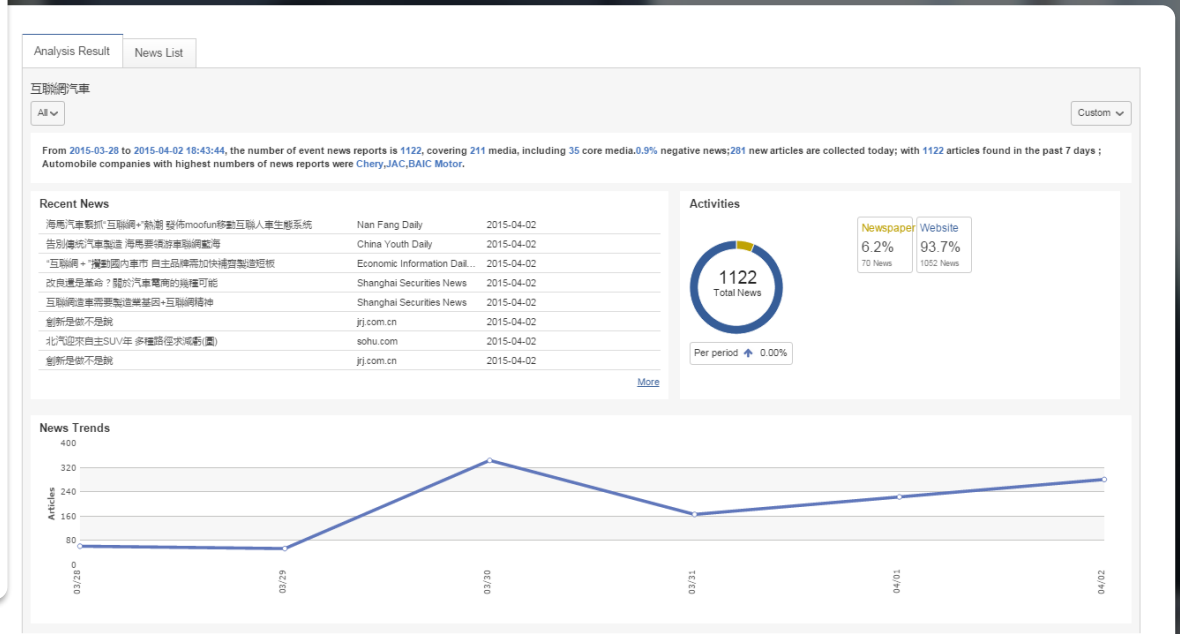 Analysis Result
News List
互聯網汽車
All
Custom
From 2015-03-28 to 2015-04-02 18:43:44, the number of event news reports is 1122, covering 211 media, including 35 core media.0.9% negative news;281 new articles are collected today; with 1122 articles found in the past 7 days ;
Automobile companies with highest numbers of news reports were Chery,JAC,BAIC Motor.
Recent News
海馬汽車緊抓"互聯網+"熱潮 發佈moofun移動互聯人車生態系统 Nan Fang Daily 2015-04-02
告別傳統汽車製造 海馬要領游車聯網藍海 China Youth Daily 2015-04-02
"互聯網＋"攪動國内車市 自主品牌需加快補齊製造短板 Economic Information Dail... 2015-04-02
改良還是革命？關於汽車電商的幾種可能 Shanghai Securities News 2015-04-02
互聯網造車需要製造業基因+互聯網精神 Shanghai Securities News 2015-04-02
創新是做不是說 jrj.com.cn 2015-04-02
北汽迎來自主SUV年 多種路徑求減虧(圖) sohu.com 2015-04-02
創新是做不是說 jrj.com.cn 2015-04-02
More
Activities
1122
Total News
Newspaper
6.2%
70 News
Website
93.7%
1052 News
Per period 0.00%
News Trends
400
320
240
160
80
0
Articles
03/28
03/29
03/30
03/31
04/01
04/02